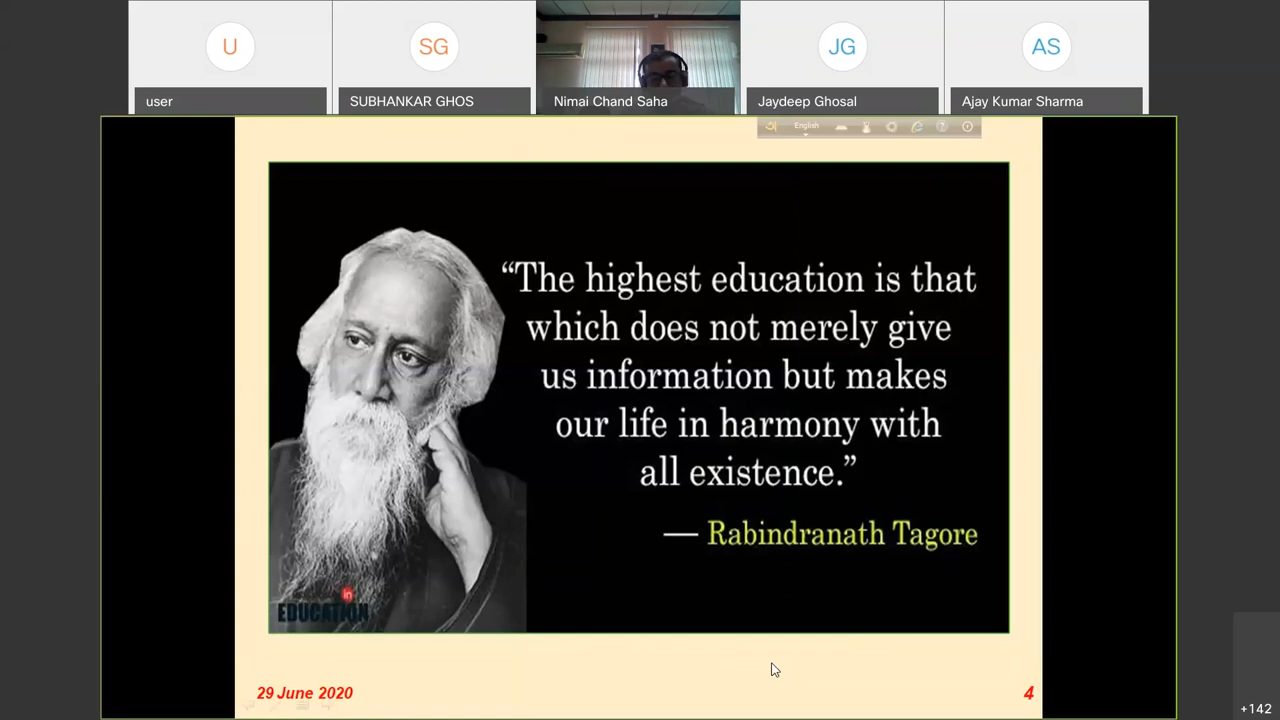 U
SG
JG
AS
user
SUBHANKAR GHOS
Nimai Chand Saha
Jaydeep Ghosal
Ajay Kumar Sharma
English
“The highest education is that
which does not merely give
us information but makes
our life in harmony with
all existence.”
— Rabindranath Tagore
in
EDUCATION
29 June 2020
4
+142